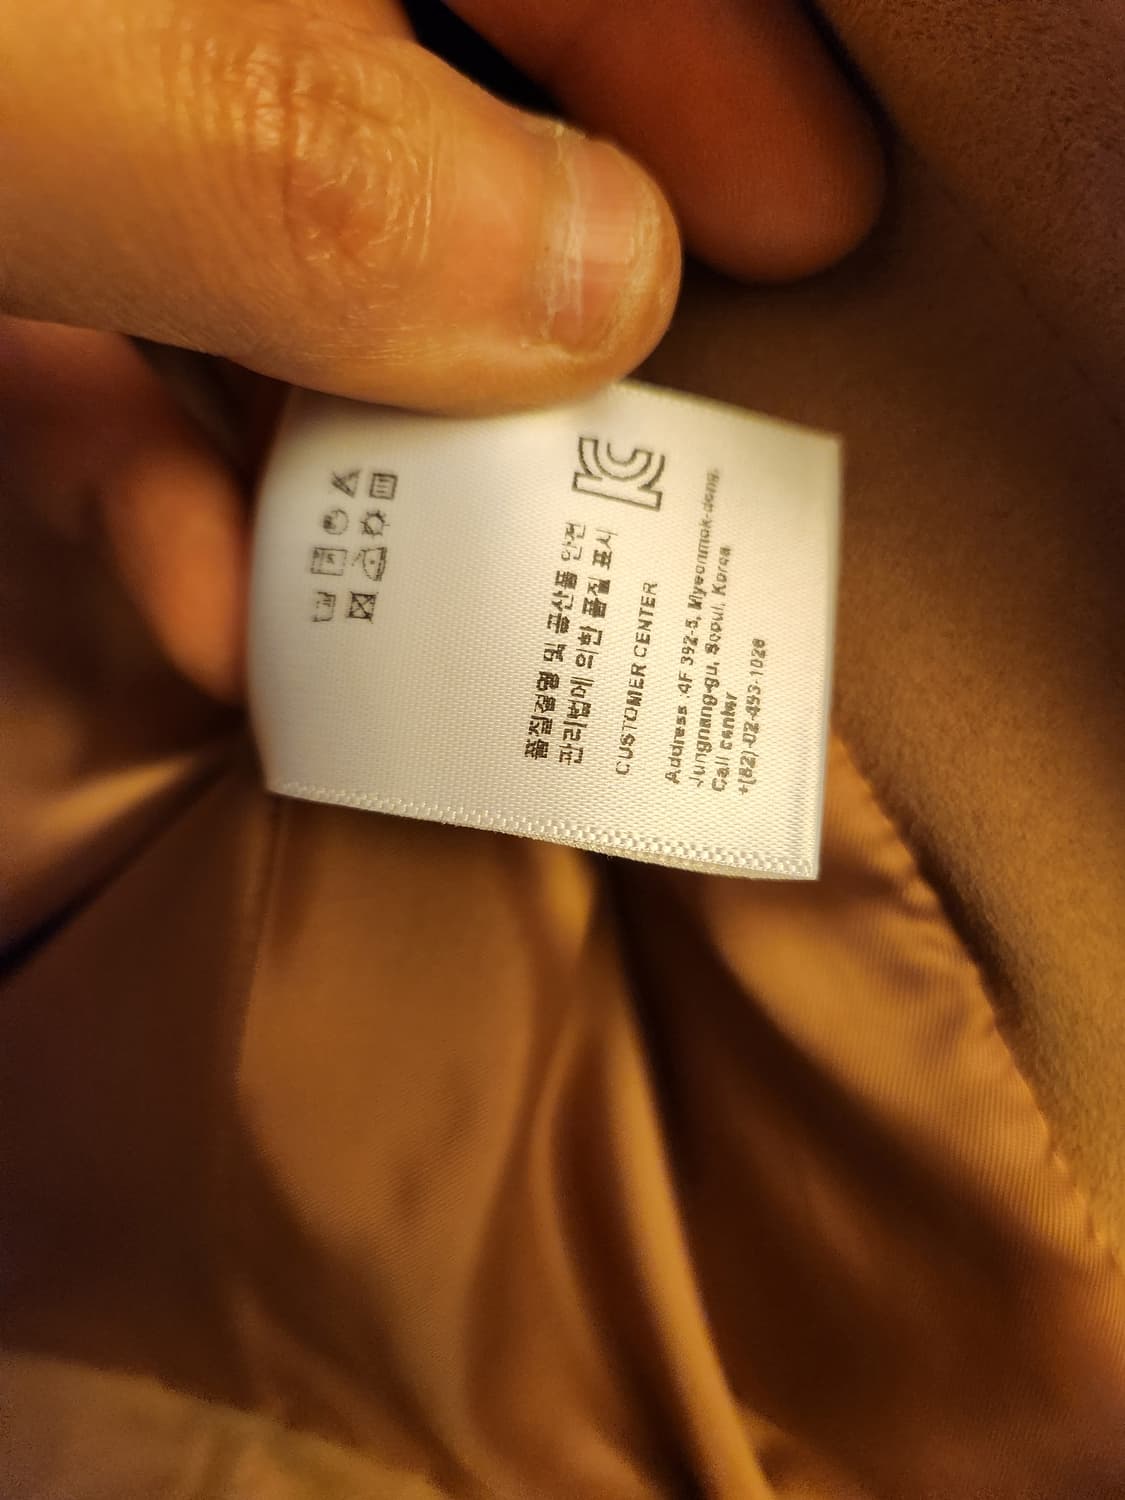 KC
품질경영 및 공산품 안전
관리법에 의한 품질 표시
CUSTOMER CENTER
Address .4F 392-5, Myeonmok-dong,
Jungnang-gu, Seoul, Korea
Call center
+(82)-02-493-1028